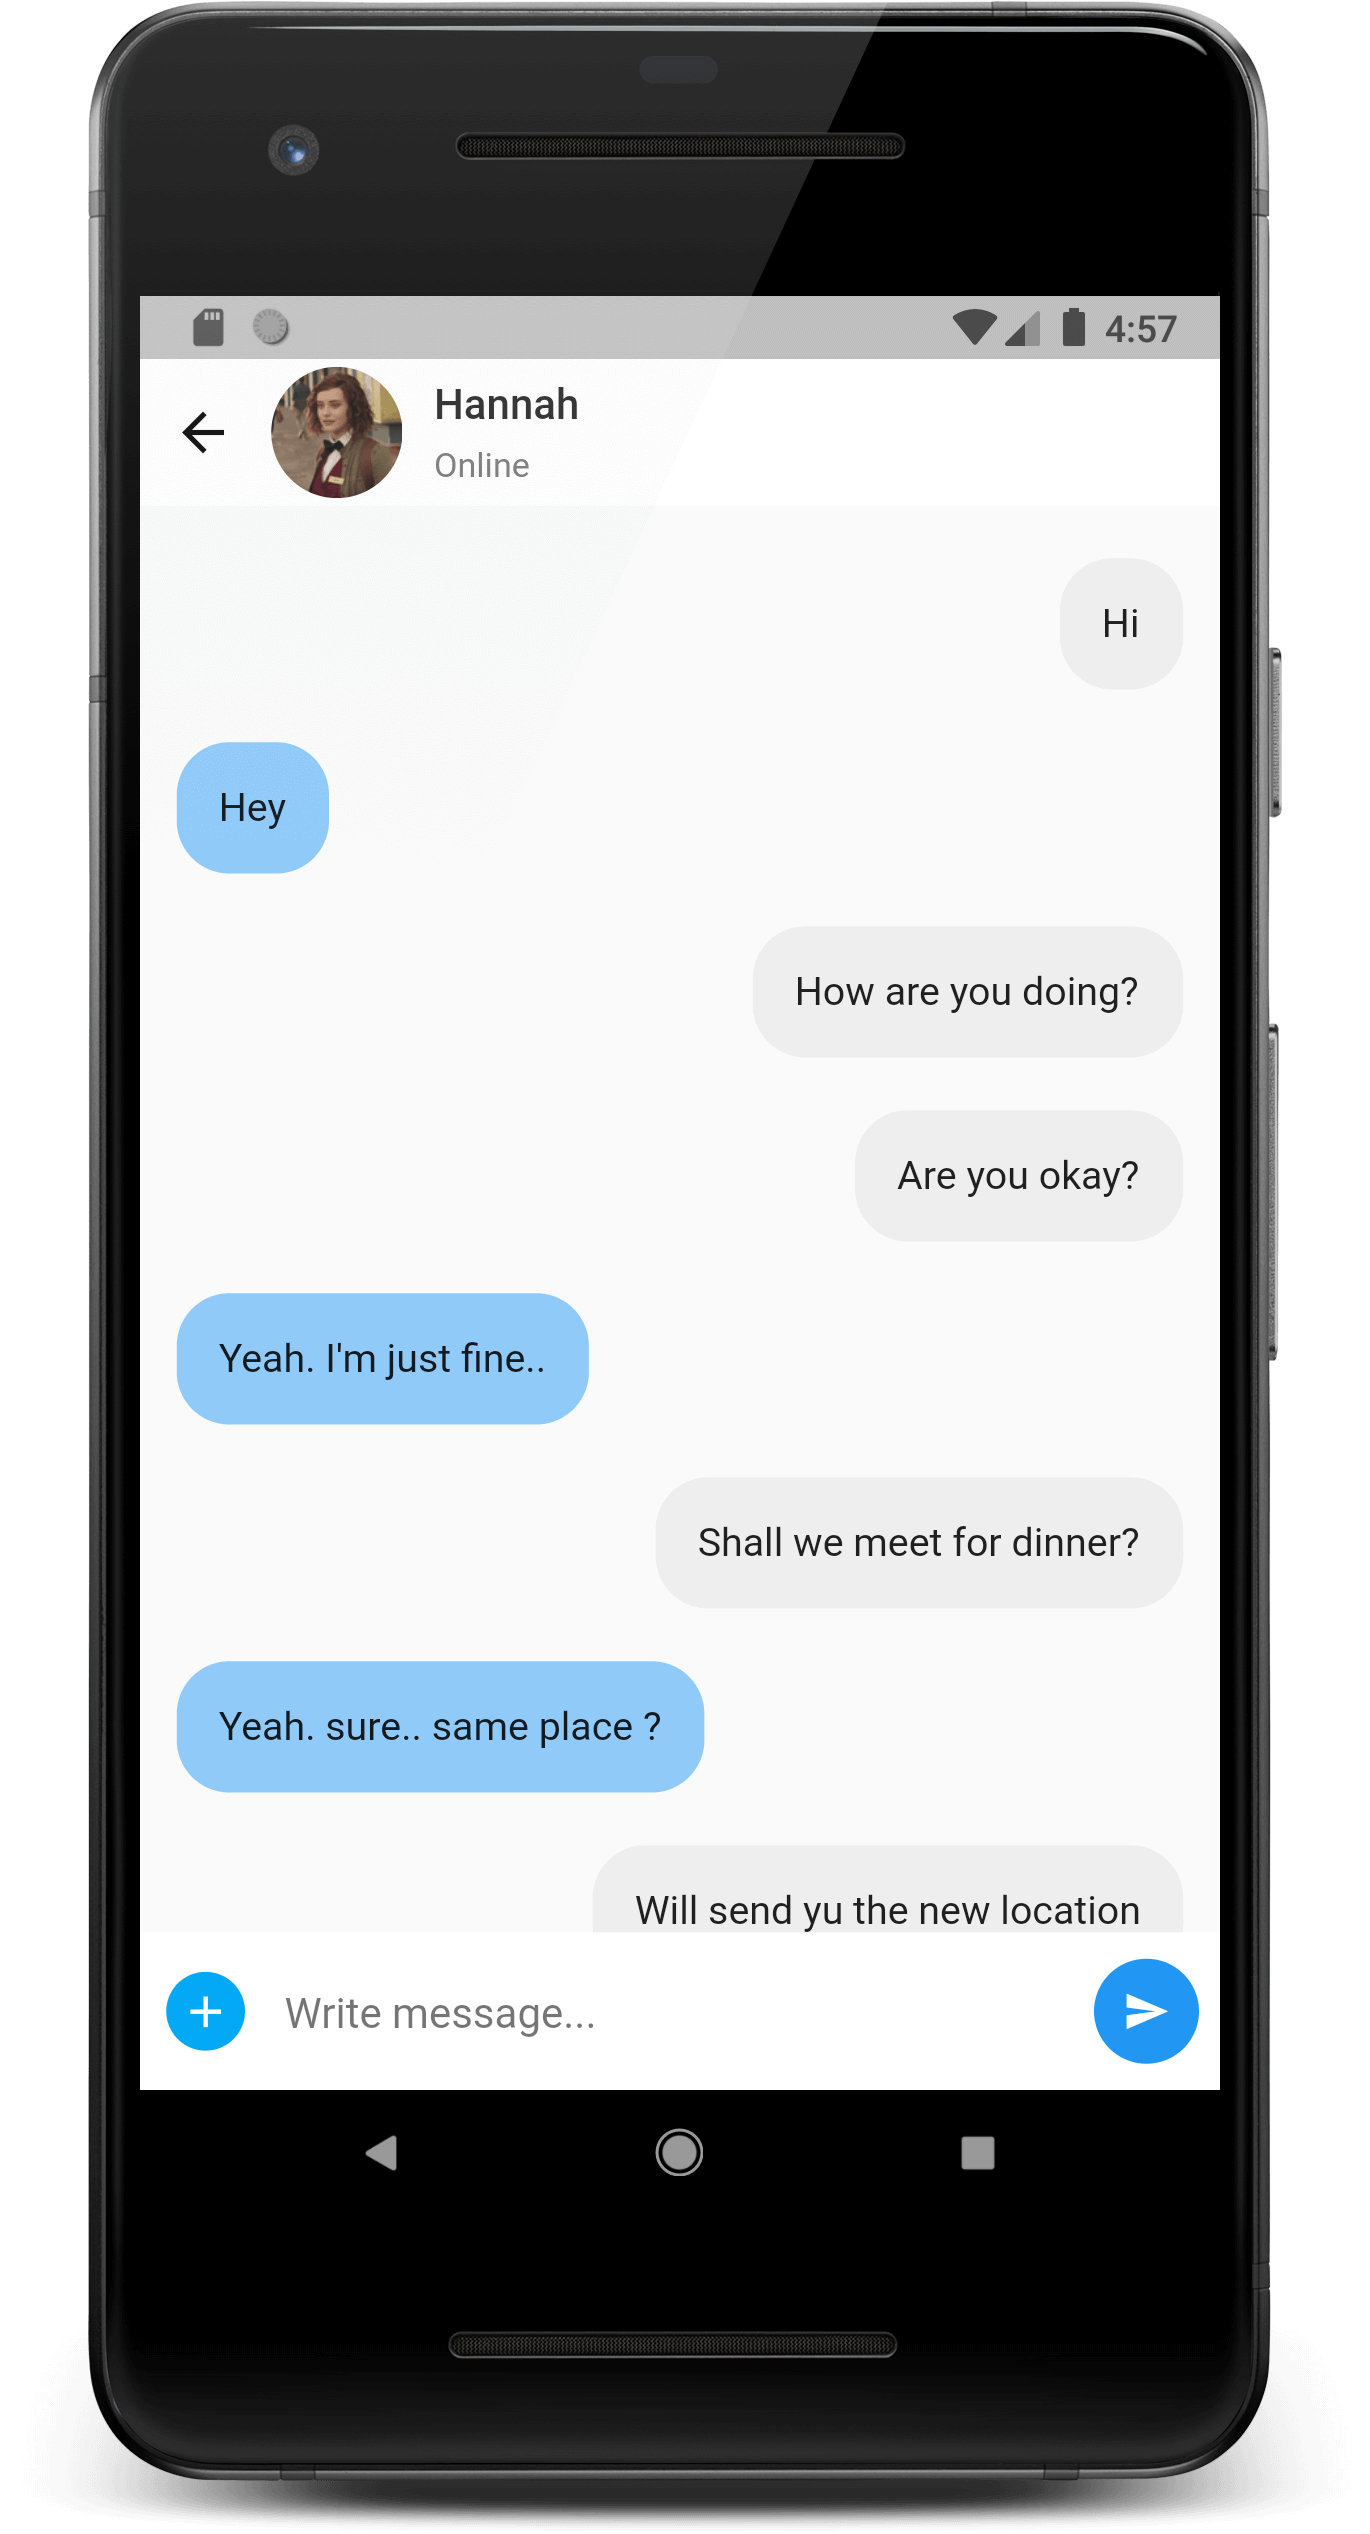 4:57
Hannah
Online
Hi
Hey
How are you doing?
Are you okay?
Yeah. I'm just fine..
Shall we meet for dinner?
Yeah. sure.. same place ?
Will send yu the new location
Write message...